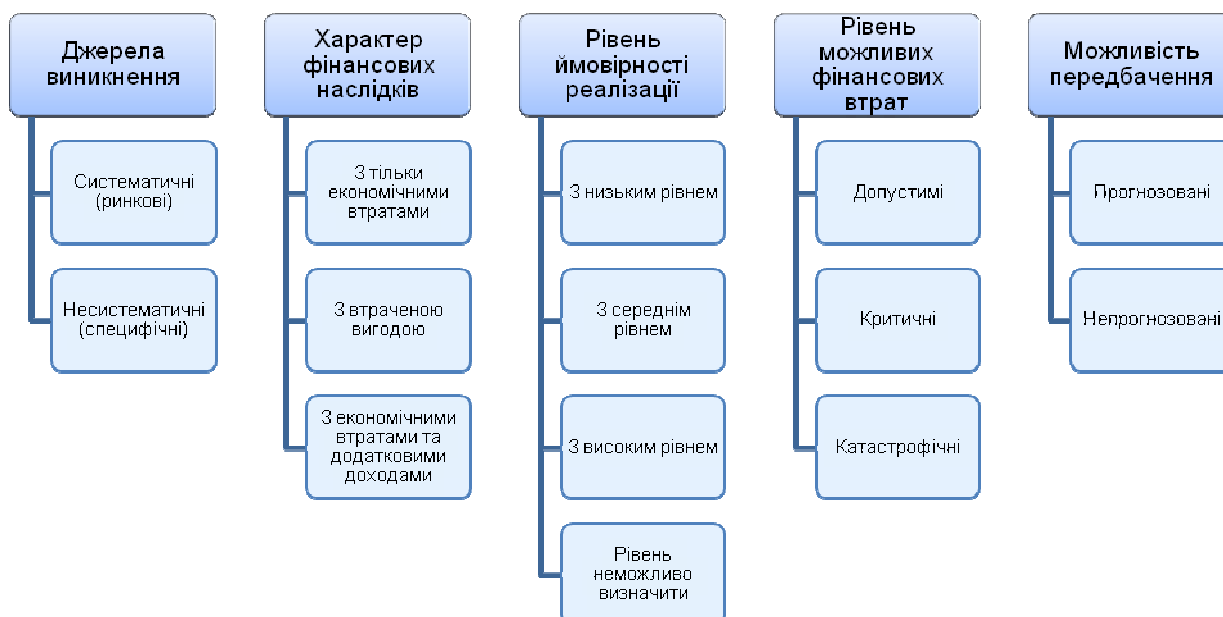 Джерела
виникнення
Систематичні
(ринкові)
Несистематичні
(специфічні)
Характер
фінансових
наслідків
З тільки
економічними
втратами
З втраченою
вигодою
З економічними
втратами та
додатковими
доходами
Рівень
ймовірності
реалізації
З низьким рівнем
З середнім
рівнем
З високим рівнем
Рівень
неможливо
визначити
Рівень
можливих
фінансових
втрат
Допустимі
Критичні
Катастрофічні
Можливість
передбачення
Прогнозовані
Непрогнозовані